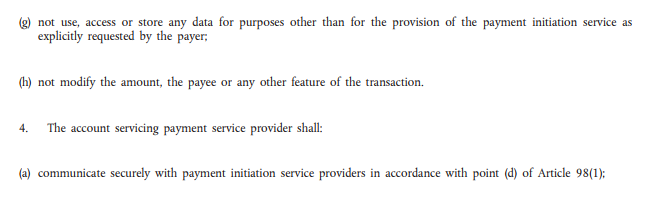 (g) not use, access or store any data for purposes other than for the provision of the payment initiation service as
explicitly requested by the payer;
(h) not modify the amount, the payee or any other feature of the transaction.
4. The account servicing payment service provider shall:
(a) communicate securely with payment initiation service providers in accordance with point (d) of Article 98(1);